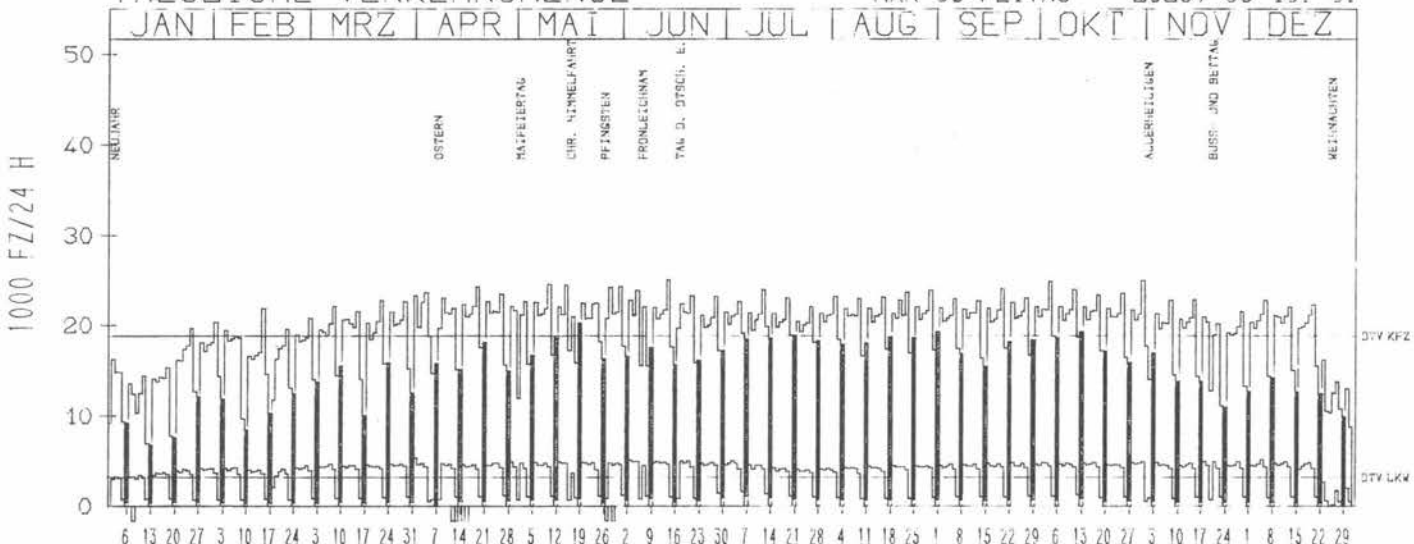 JAN FEB MRZ APR MAI JUN JUL AUG SEP OKT NOV DEZ
50
40
30
20
10
0
1000 FZ/24 H
NEUJAHR
OSTERN
MAIFEIERTAG
CHR. HIMMELFAHRT
PFINGSTEN
FRONLEICHNAM
TAG D. DTSCH. E.
ALLERHEILIGEN
BUSS- UND BETTAG
WEIHNACHTEN
DTV KFZ
DTV LKW
6 13 20 27 3 10 17 24 3 10 17 24 31 7 14 21 28 5 12 19 26 2 9 16 23 30 7 14 21 28 4 11 18 25 1 8 15 22 29 6 13 20 27 3 10 17 24 1 8 15 22 29